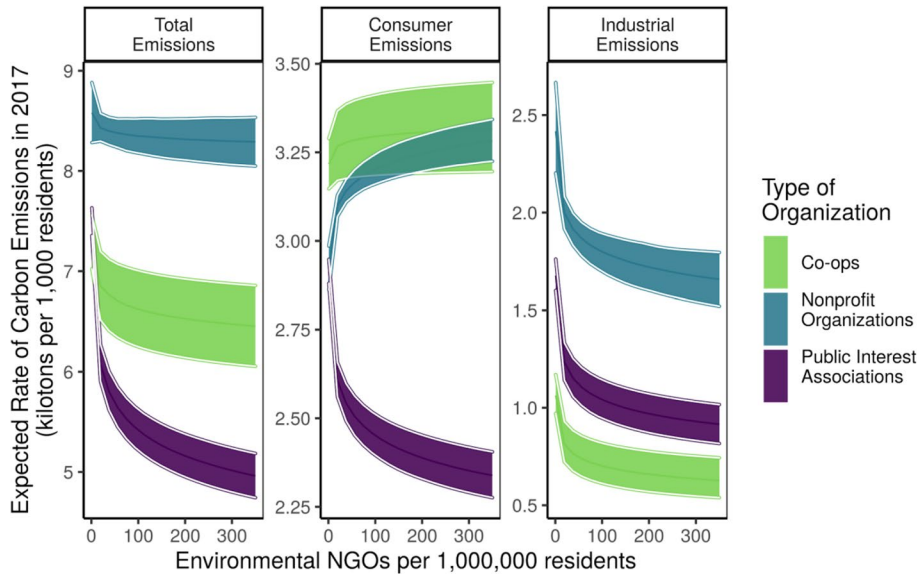 Total
Emissions
Consumer
Emissions
Industrial
Emissions
Expected Rate of Carbon Emissions in 2017
(kilotons per 1,000 residents)
9
8
7
6
5
3.50
3.25
3.00
2.75
2.50
2.25
2.5
2.0
1.5
1.0
0.5
0 100 200 300
0 100 200 300
0 100 200 300
Environmental NGOs per 1,000,000 residents
Type of
Organization
Co-ops
Nonprofit
Organizations
Public Interest
Associations